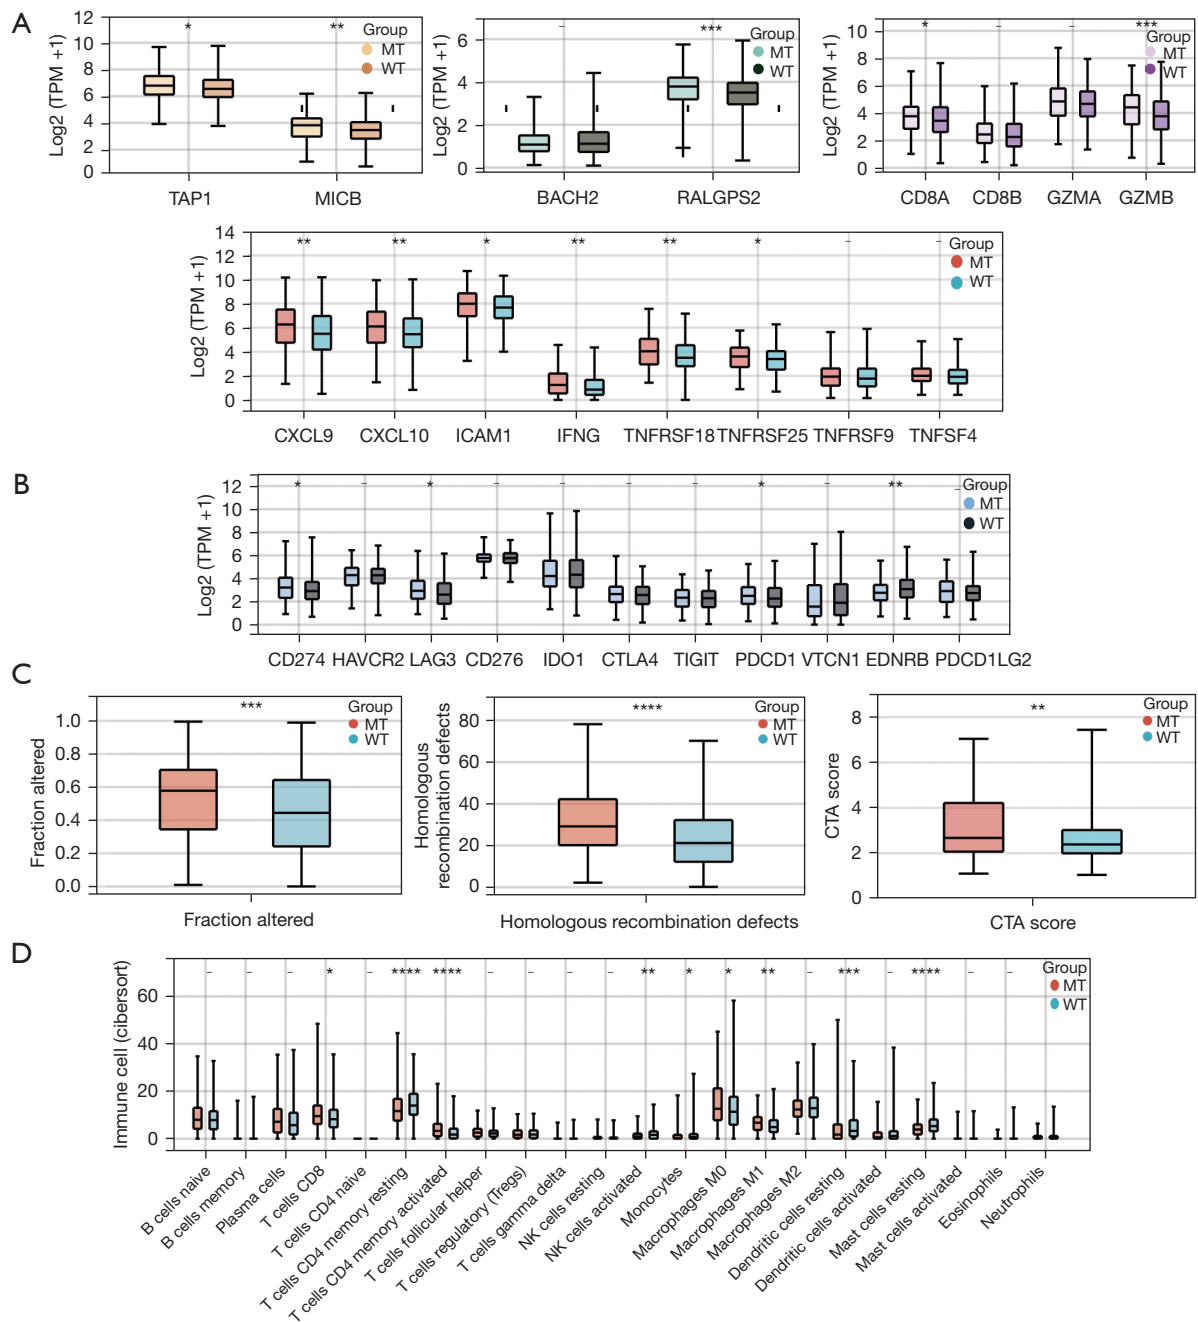 A
Log2 (TPM +1)
12
10
8
6
4
2
0
*
**
Group
MT
WT
TAP1
MICB
Log2 (TPM +1)
6
4
2
0
–
***
Group
MT
WT
BACH2
RALGPS2
Log2 (TPM +1)
10
8
6
4
2
0
*
–
–
***
Group
MT
WT
CD8A
CD8B
GZMA
GZMB
Log2 (TPM +1)
14
12
10
8
6
4
2
0
**
**
*
**
**
*
–
–
Group
MT
WT
CXCL9
CXCL10
ICAM1
IFNG
TNFRSF18
TNFRSF25
TNFRSF9
TNFSF4
B
Log2 (TPM +1)
12
10
8
6
4
2
0
*
–
*
–
–
–
–
*
–
**
–
Group
MT
WT
CD274
HAVCR2
LAG3
CD276
IDO1
CTLA4
TIGIT
PDCD1
VTCN1
EDNRB
PDCD1LG2
C
Fraction altered
1.0
0.8
0.6
0.4
0.2
0.0
***
Group
MT
WT
Fraction altered
Homologous
recombination defects
80
60
40
20
0
****
Group
MT
WT
Homologous recombination defects
CTA score
8
6
4
2
0
**
Group
MT
WT
CTA score
D
Immune cell (cibersort)
60
40
20
0
–
–
–
*
–
****
****
–
–
–
–
**
*
*
**
–
***
–
****
–
–
Group
MT
WT
B cells naive
B cells memory
Plasma cells
T cells CD8
T cells CD4 naive
T cells CD4 memory resting
T cells CD4 memory activated
T cells follicular helper
T cells regulatory (Tregs)
T cells gamma delta
NK cells resting
NK cells activated
Monocytes
Macrophages M0
Macrophages M1
Macrophages M2
Dendritic cells resting
Dendritic cells activated
Mast cells resting
Mast cells activated
Eosinophils
Neutrophils